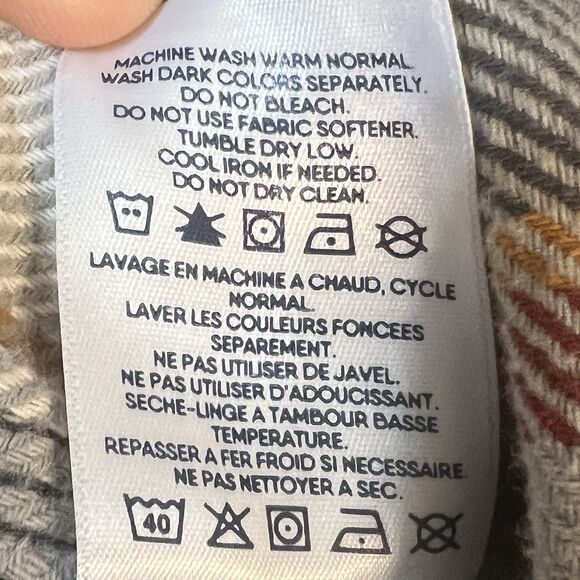 MACHINE WASH WARM NORMAL.
WASH DARK COLORS SEPARATELY.
DO NOT BLEACH.
DO NOT USE FABRIC SOFTENER.
TUMBLE DRY LOW.
COOL IRON IF NEEDED.
DO NOT DRY CLEAN.
LAVAGE EN MACHINE A CHAUD, CYCLE
NORMAL.
LAVER LES COULEURS FONCEES
SEPAREMENT.
NE PAS UTILISER DE JAVEL.
NE PAS UTILISER D'ADOUCISSANT.
SECHE-LINGE A TAMBOUR BASSE
TEMPERATURE.
REPASSER A FER FROID SI NECESSAIRE.
NE PAS NETTOYER A SEC.
40